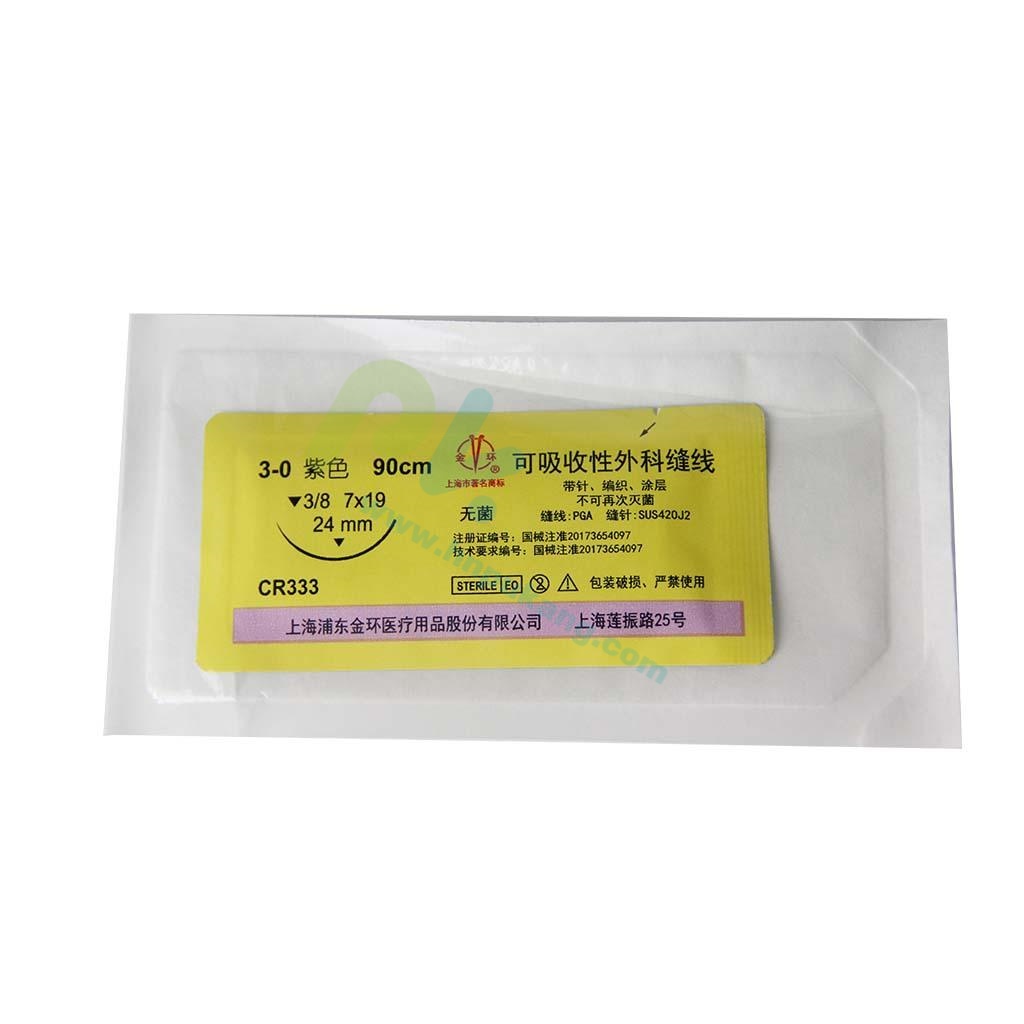 3-0 紫色 90cm
金环®
上海市著名商标
可吸收性外科缝线
带针、编织、涂层
不可再次灭菌
▼3/8 7x19
24 mm
无菌 缝线:PGA 缝针:SUS420J2
注册证编号: 国械注准20173654097
技术要求编号: 国械注准20173654097
CR333
STERILE EO 包装破损、严禁使用
上海浦东金环医疗用品股份有限公司 上海莲振路25号